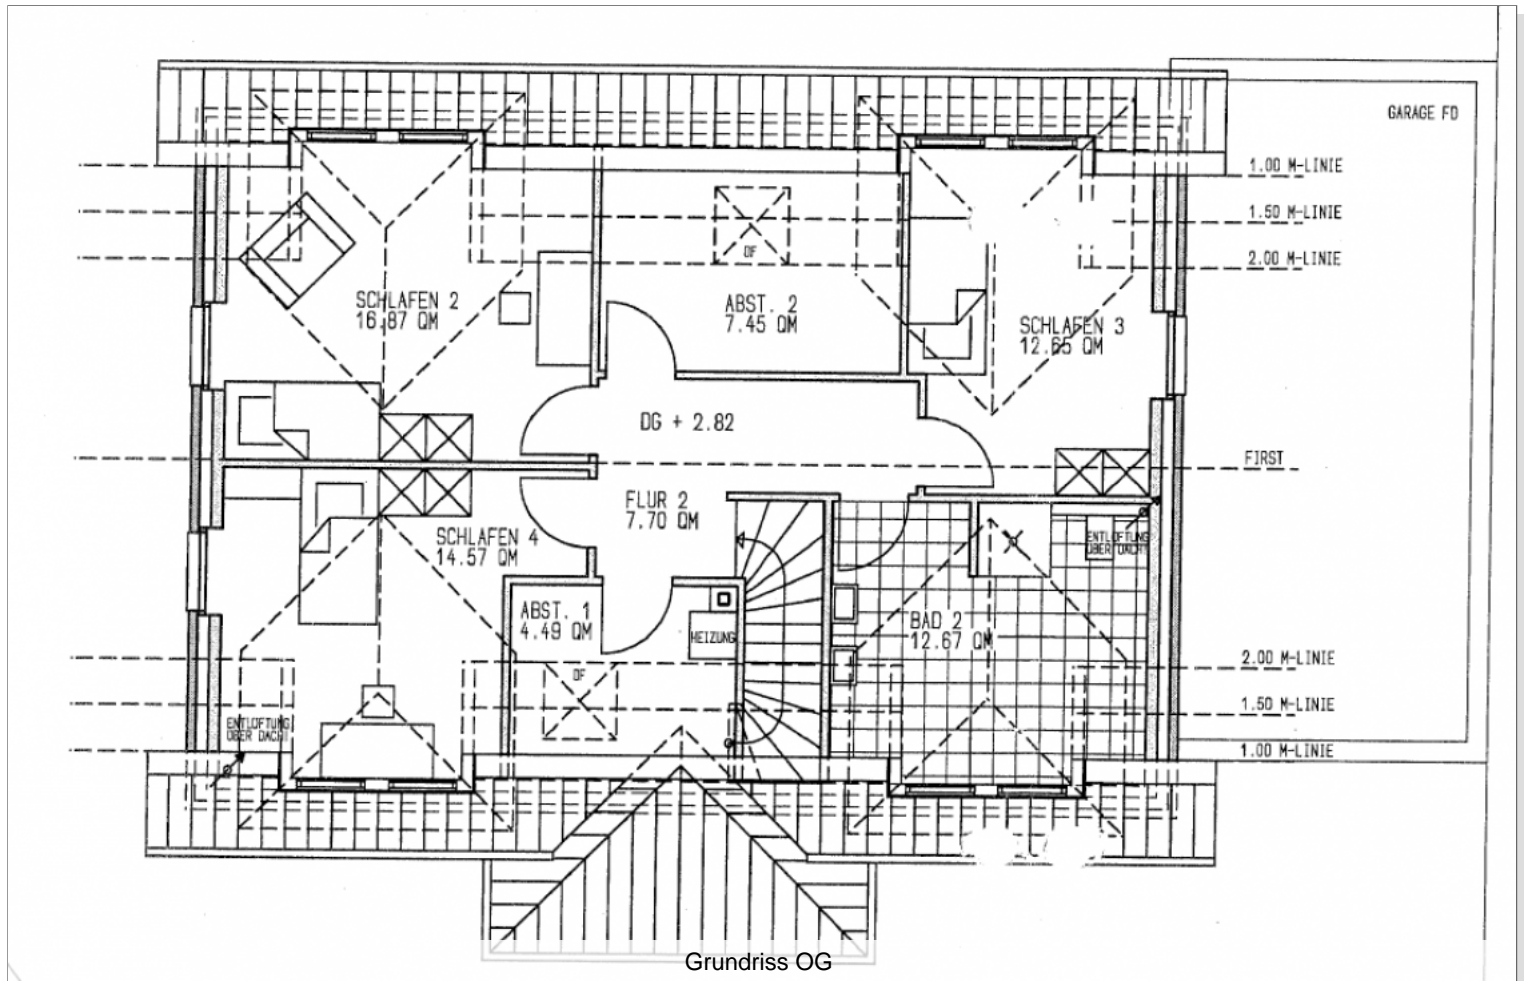 GARAGE FD
1.00 M-LINIE
1.50 M-LINIE
2.00 M-LINIE
DF
SCHLAFEN 2
16.87 QM
ABST. 2
7.45 QM
SCHLAFEN 3
12.65 QM
DG + 2.82
FIRST
FLUR 2
7.70 QM
SCHLAFEN 4
14.57 QM
ENTLÜFTUNG
ÜBER DACH!
ABST. 1
4.49 QM
HEIZUNG
BAD 2
12.67 QM
DF
2.00 M-LINIE
1.50 M-LINIE
ENTLÜFTUNG
ÜBER DACH!
1.00 M-LINIE
Grundriss OG